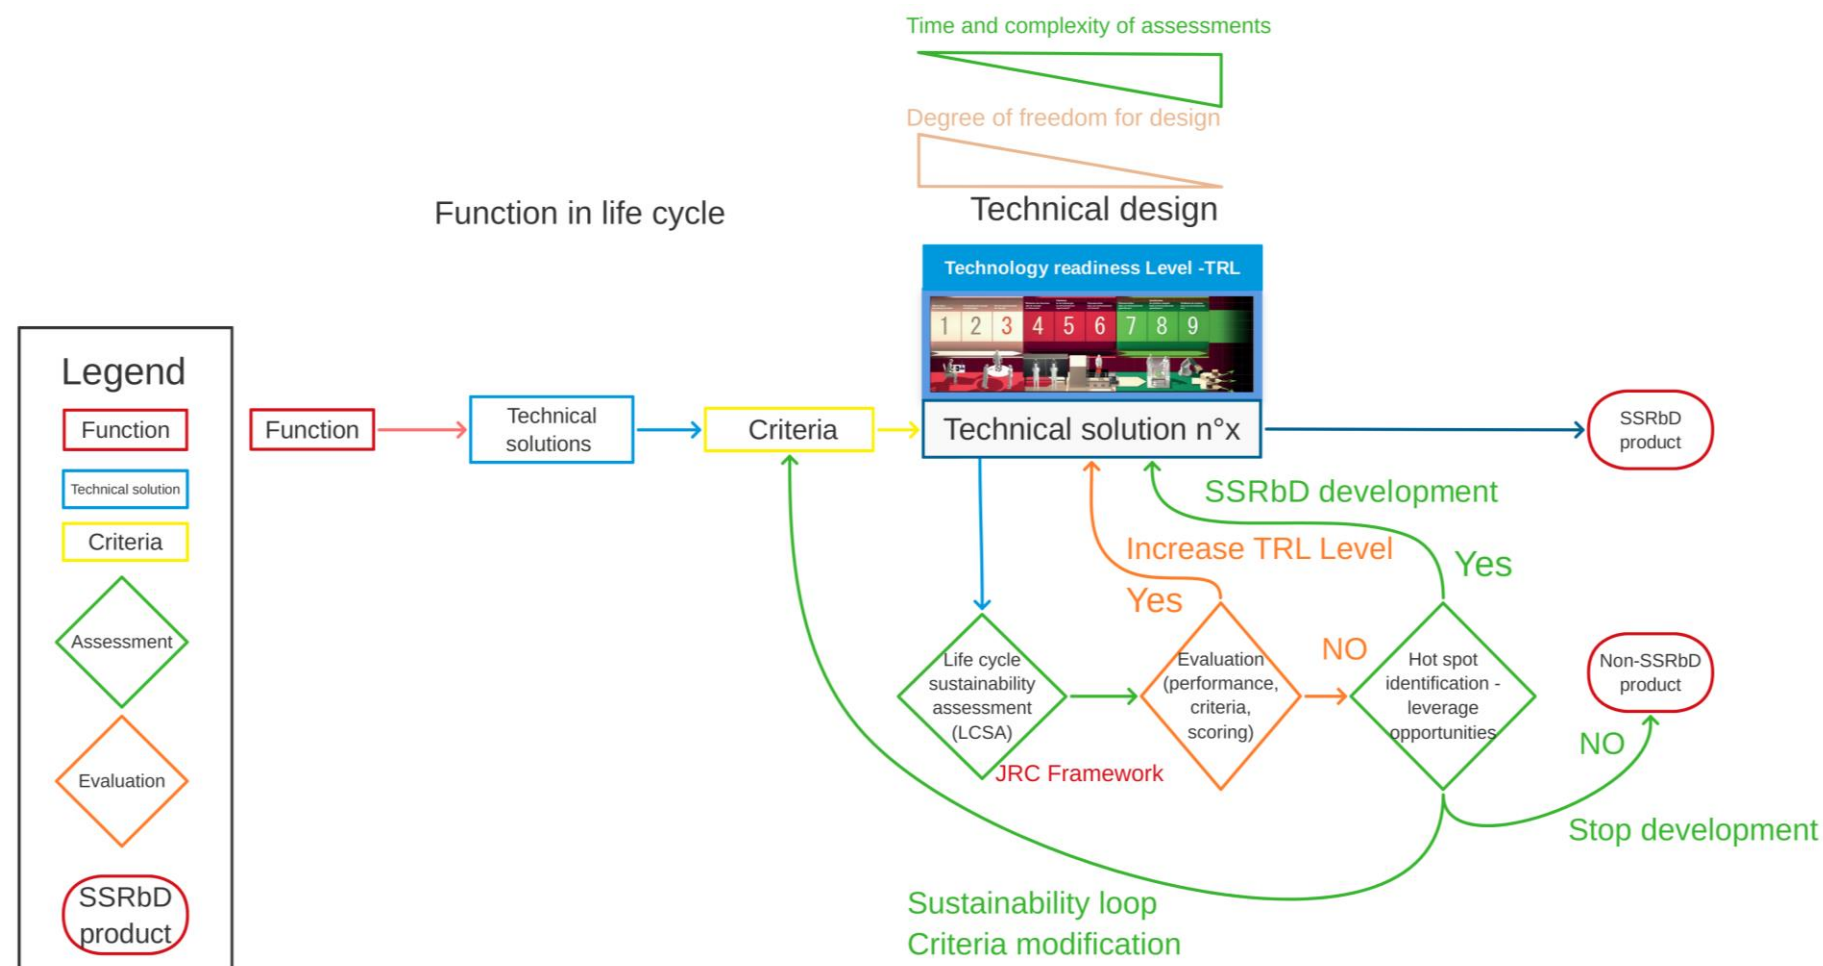 Time and complexity of assessments
Degree of freedom for design
Function in life cycle
Technical design
Technology readiness Level -TRL
1 2 3 4 5 6 7 8 9
Legend
Function
Technical solution
Criteria
Assessment
Evaluation
SSRbD
product
Function
Technical
solutions
Criteria
Technical solution n°x
SSRbD
product
SSRbD development
Increase TRL Level
Yes
Yes
NO
Life cycle
sustainability
assessment
(LCSA)
JRC Framework
Evaluation
(performance,
criteria,
scoring)
Hot spot
identification -
leverage
opportunities
Non-SSRbD
product
NO
Stop development
Sustainability loop
Criteria modification